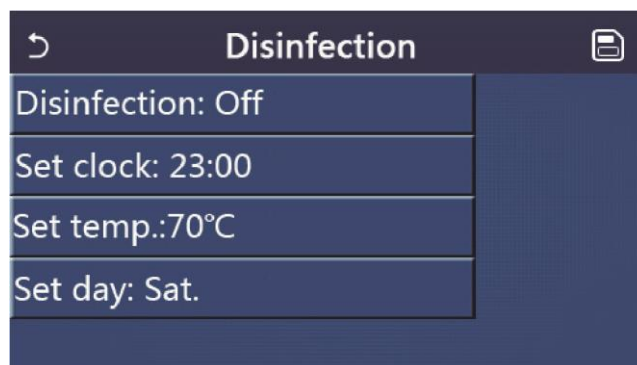 Disinfection
Disinfection: Off
Set clock: 23:00
Set temp.:70℃
Set day: Sat.